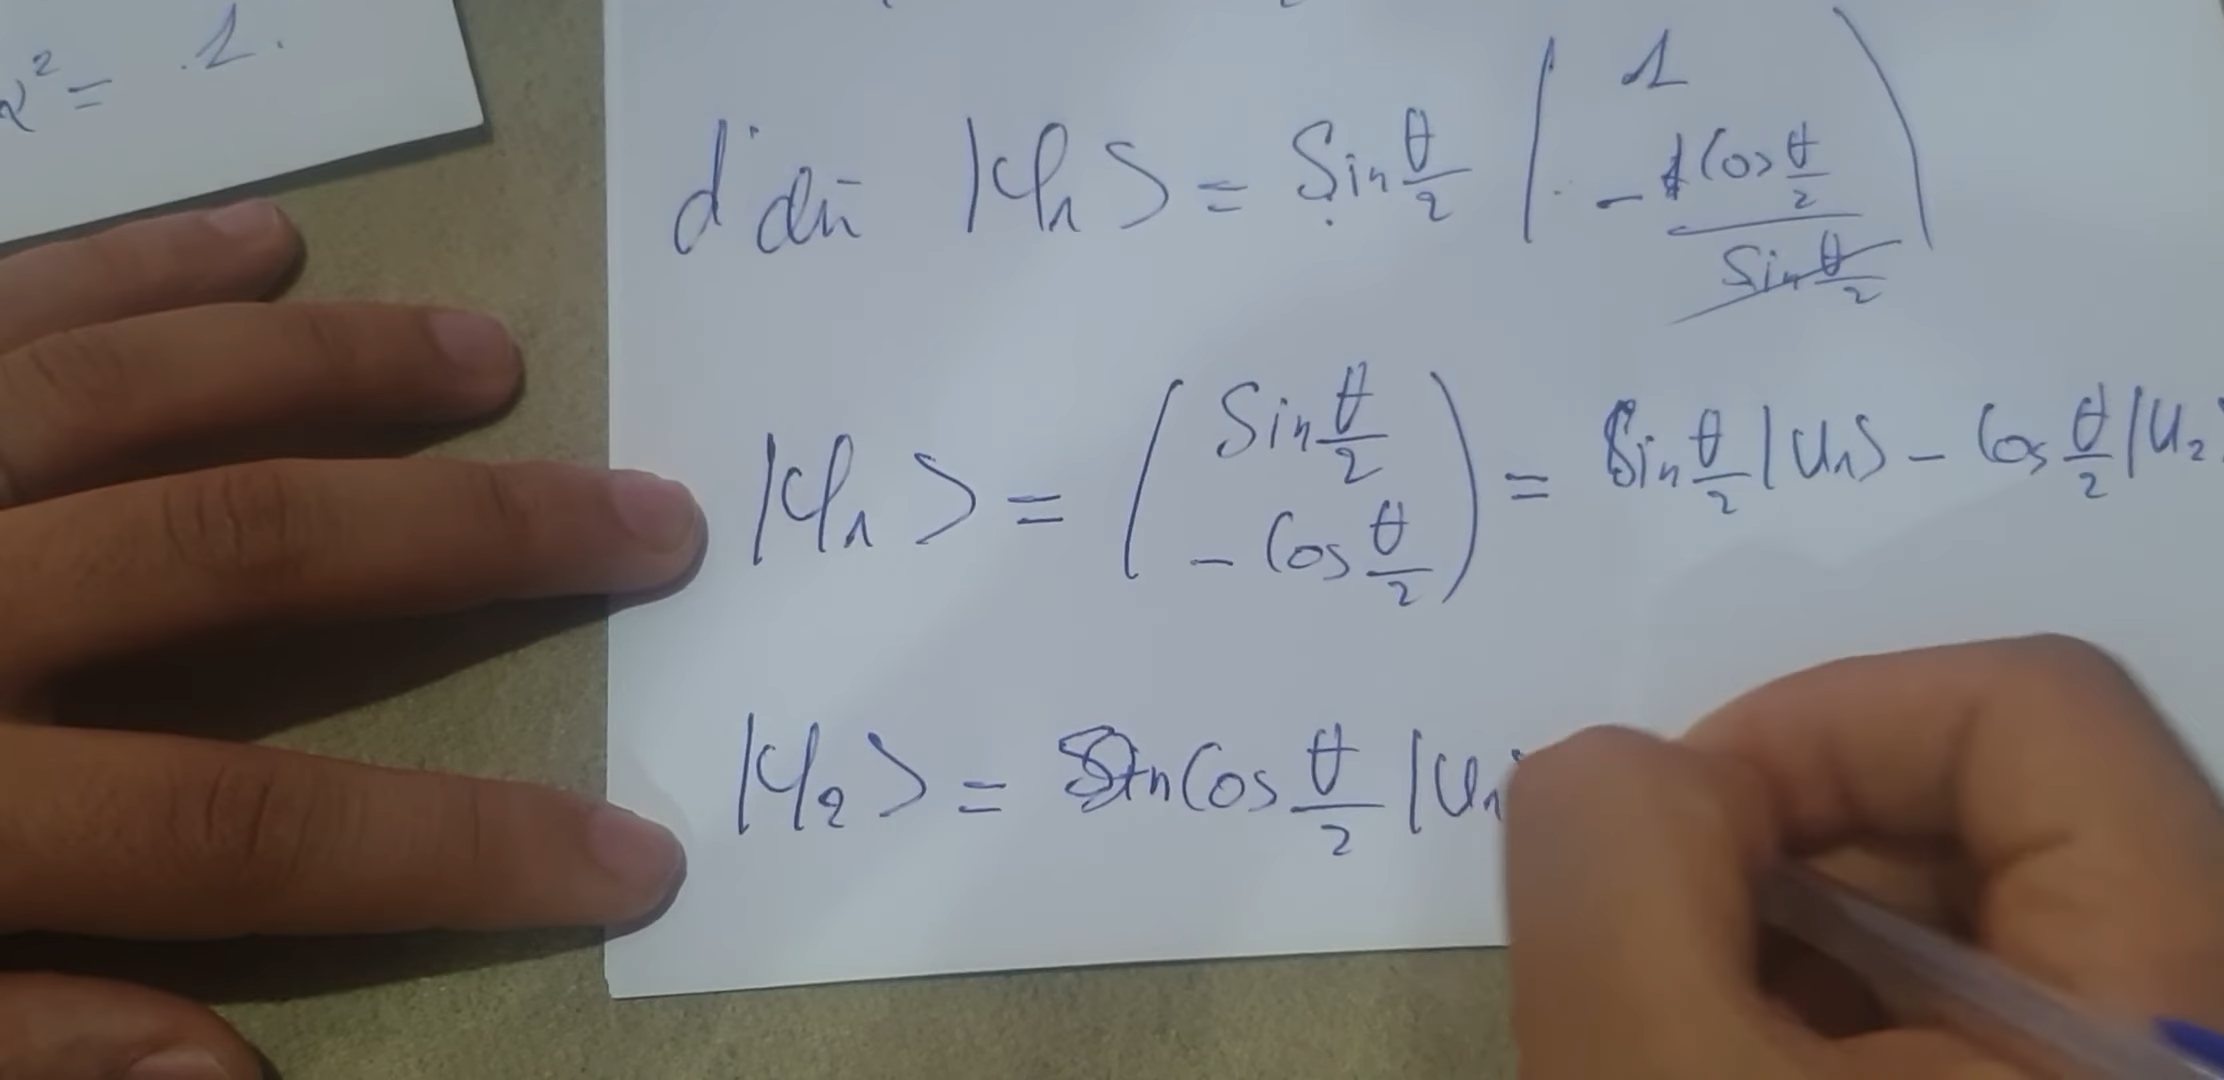 α² = 1.
d'où |φ₁> = Sin θ/2 ( 1 ; - Cos θ/2 / Sin θ/2 )
|φ₁> = ( Sin θ/2 ; - Cos θ/2 ) = Sin θ/2 |U₁> - Cos θ/2 |U₂>
|φ₂> = Cos θ/2 |U₁